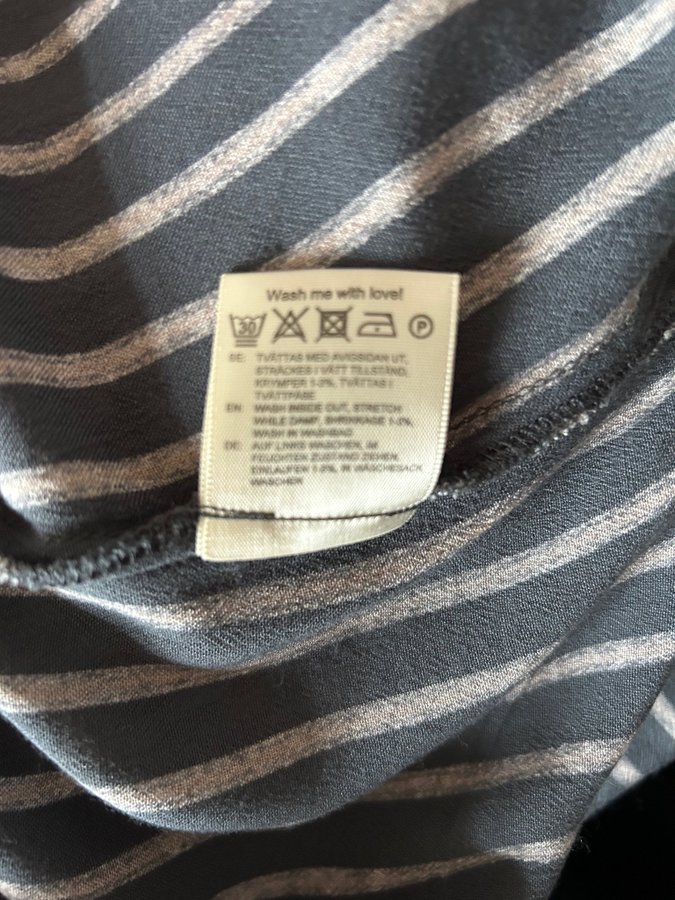 Wash me with love!
30 P
SE: TVÄTTAS MED AVIGSIDAN UT,
STRÄCKES I VÅTT TILLSTÅND,
KRYMPER 1-2%, TVÄTTAS I
TVÄTTPÅSE
EN: WASH INSIDE OUT, STRETCH
WHILE DAMP, SHRINKAGE 1-2%,
WASH IN WASHBAG
DE: AUF LINKS WASCHEN, IM
FEUCHTEN ZUSTAND ZIEHEN,
EINLAUFEN 1-2%, IN WÄSCHESACK
WASCHEN